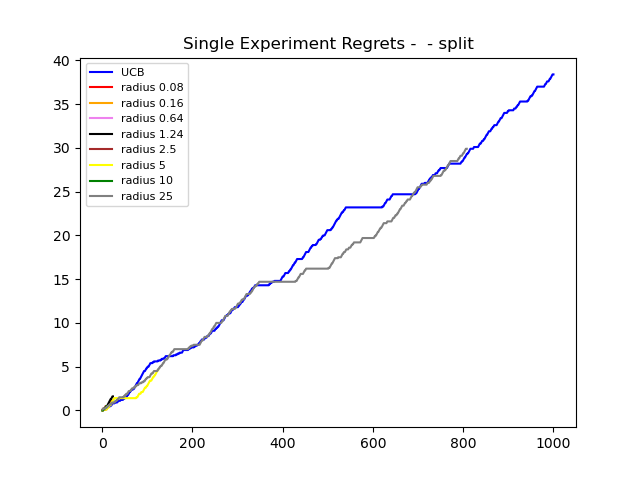 Single Experiment Regrets -  - split
40
35
30
25
20
15
10
5
0
UCB
radius 0.08
radius 0.16
radius 0.64
radius 1.24
radius 2.5
radius 5
radius 10
radius 25
0 200 400 600 800 1000